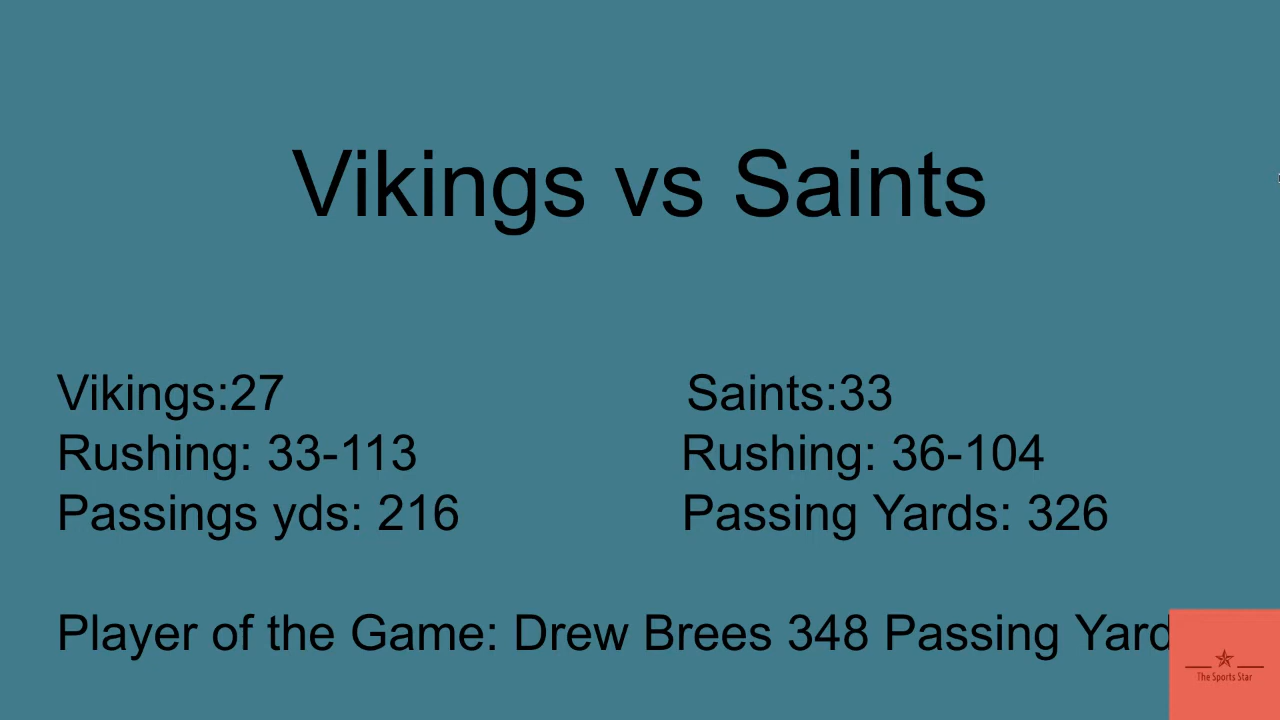 Vikings vs Saints
Vikings:27 Saints:33
Rushing: 33-113 Rushing: 36-104
Passings yds: 216 Passing Yards: 326
Player of the Game: Drew Brees 348 Passing Yard
The Sports Star